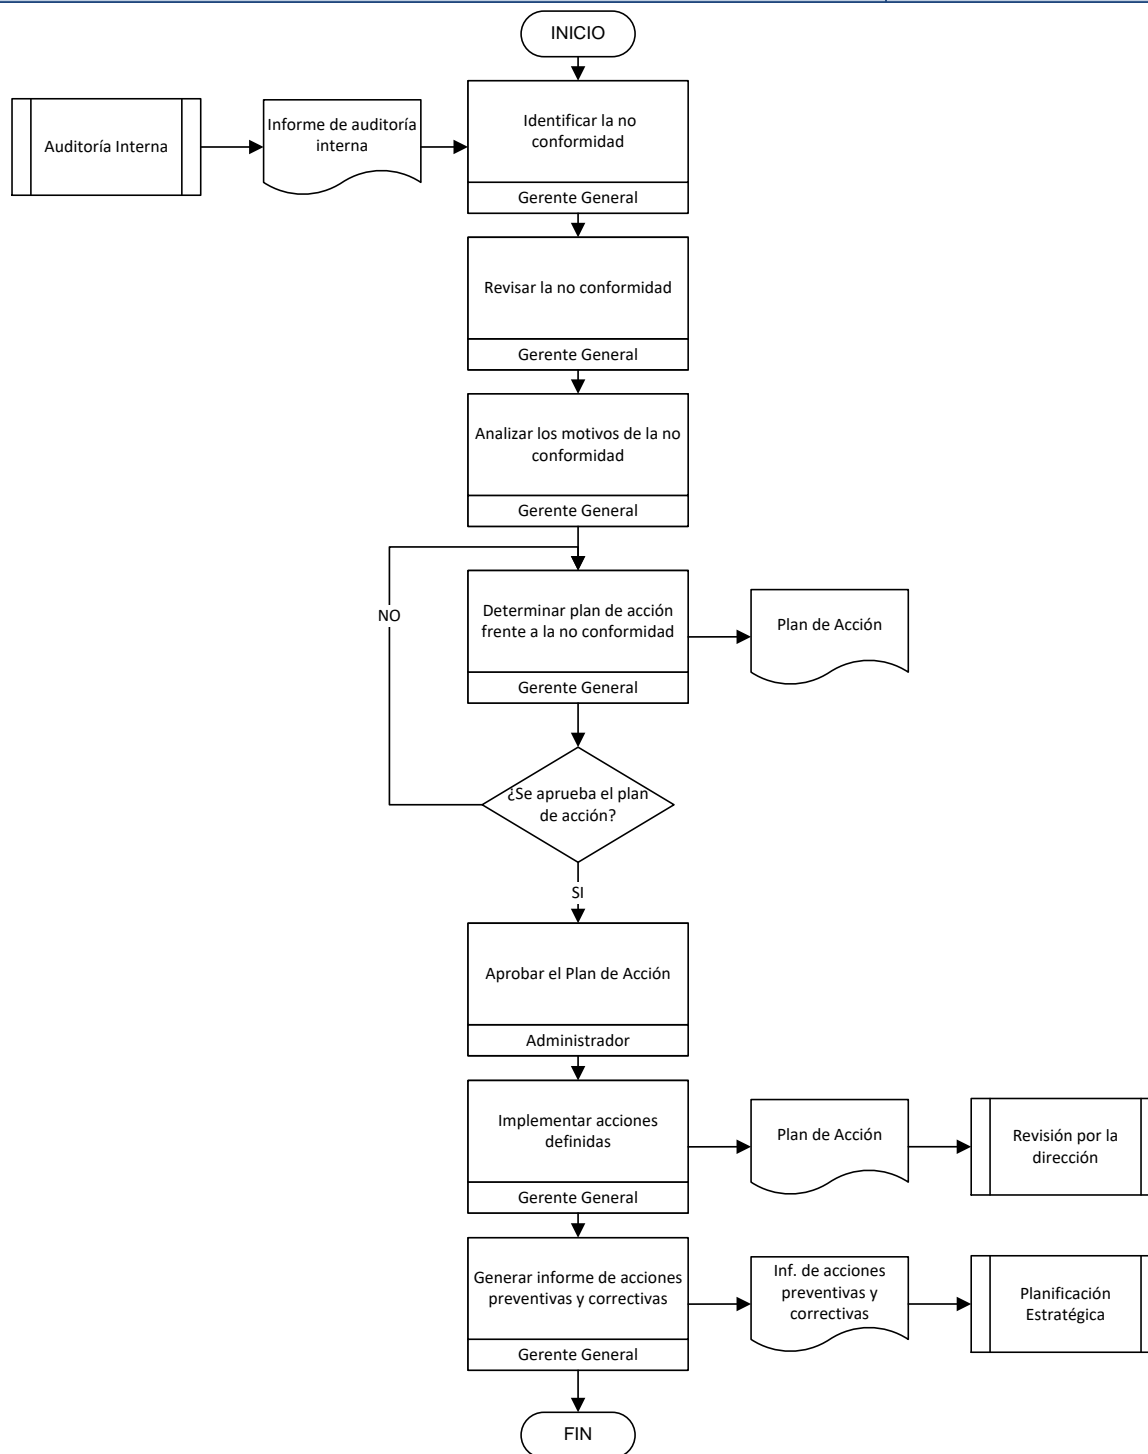 INICIO
Auditoría Interna
Informe de auditoría
interna
Identificar la no
conformidad
Gerente General
Revisar la no conformidad
Gerente General
Analizar los motivos de la no
conformidad
Gerente General
NO
Determinar plan de acción
frente a la no conformidad
Gerente General
Plan de Acción
¿Se aprueba el plan
de acción?
SI
Aprobar el Plan de Acción
Administrador
Implementar acciones
definidas
Gerente General
Plan de Acción
Revisión por la
dirección
Generar informe de acciones
preventivas y correctivas
Gerente General
Inf. de acciones
preventivas y
correctivas
Planificación
Estratégica
FIN